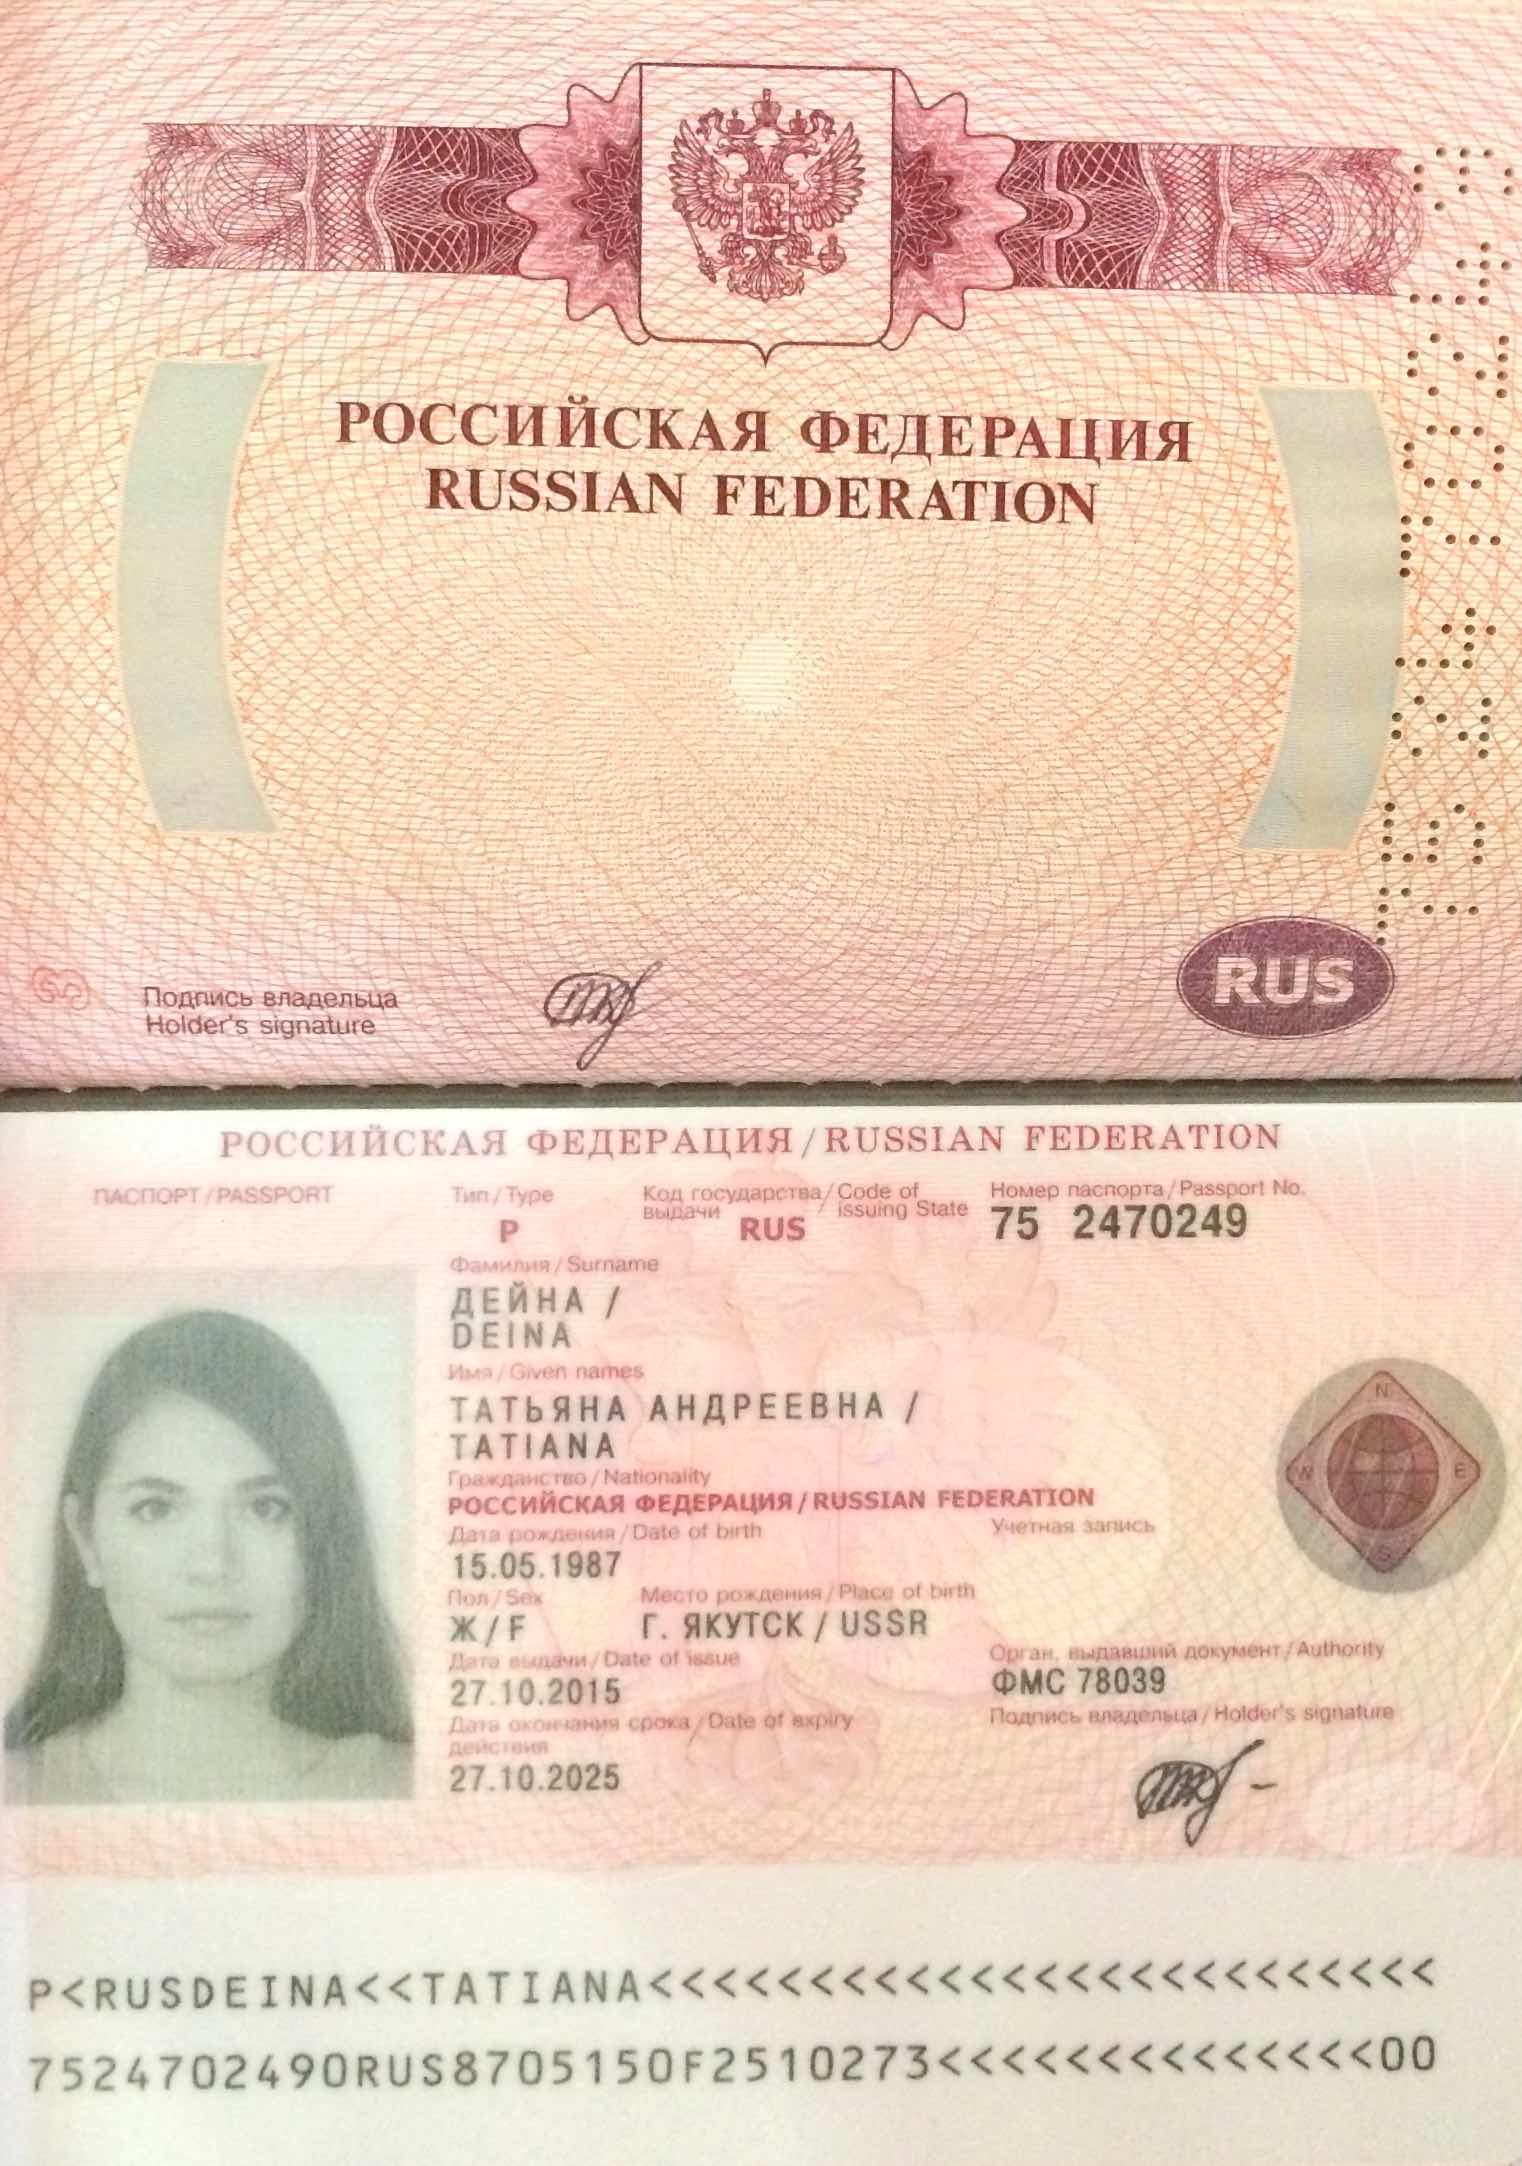 РОССИЙСКАЯ ФЕДЕРАЦИЯ
RUSSIAN FEDERATION
Подпись владельца
Holder's signature
RUS
РОССИЙСКАЯ ФЕДЕРАЦИЯ / RUSSIAN FEDERATION
ПАСПОРТ / PASSPORT
Тип / Type
Код государства / Code of
выдачи / issuing State
Номер паспорта / Passport No.
P
RUS
75 2470249
Фамилия / Surname
ДЕЙНА /
DEINA
Имя / Given names
ТАТЬЯНА АНДРЕЕВНА /
TATIANA
Гражданство / Nationality
РОССИЙСКАЯ ФЕДЕРАЦИЯ / RUSSIAN FEDERATION
Дата рождения / Date of birth
Учетная запись
15.05.1987
Пол / Sex
Место рождения / Place of birth
Ж / F
Г. ЯКУТСК / USSR
Дата выдачи / Date of issue
Орган, выдавший документ / Authority
27.10.2015
ФМС 78039
Дата окончания срока / Date of expiry
действия
Подпись владельца / Holder's signature
27.10.2025
N
W
E
S
P<RUSDEINA<<TATIANA<<<<<<<<<<<<<<<<<<<<<<<<<
7524702490RUS8705150F2510273<<<<<<<<<<<<<<00